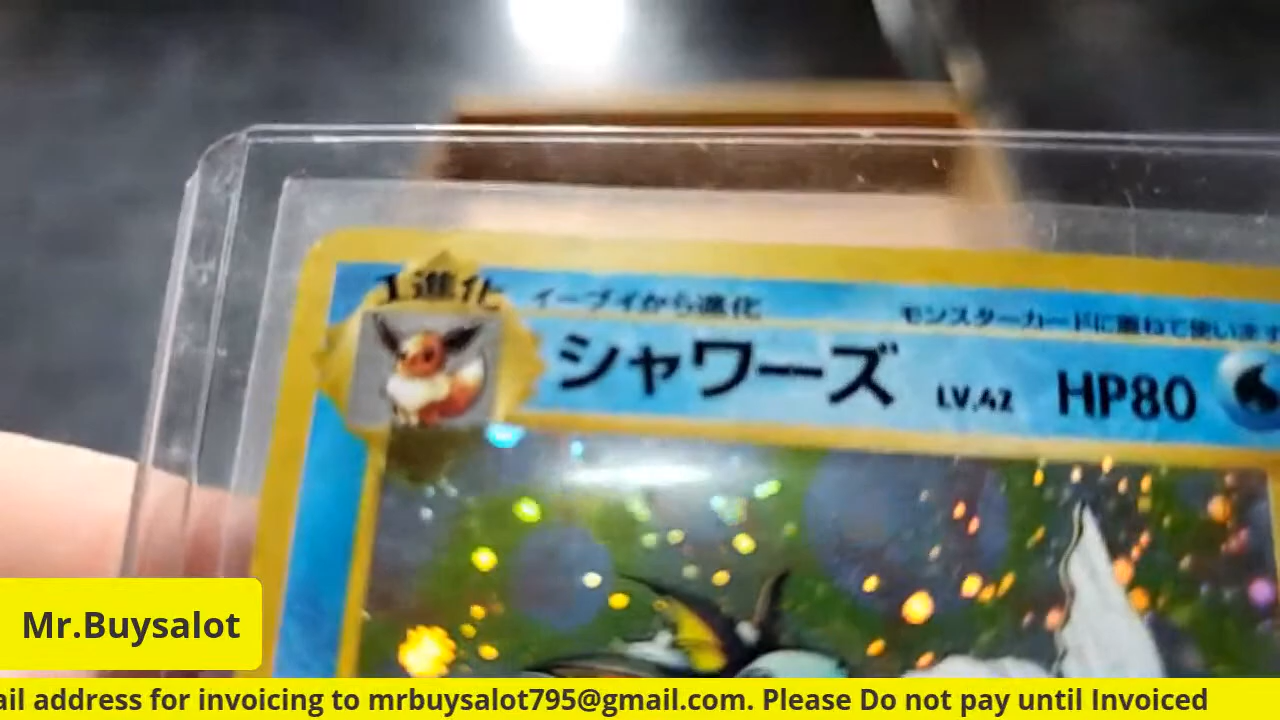 1進化
イーブイから進化
モンスターカードに重ねて使います
シャワーズ LV.42 HP80
Mr.Buysalot
ail address for invoicing to mrbuysalot795@gmail.com. Please Do not pay until Invoiced